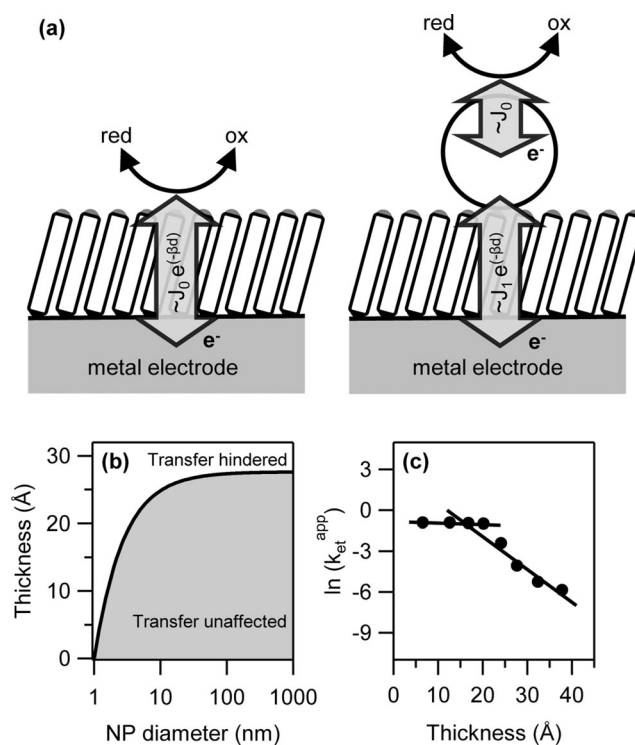 (a)
red ox
~J₀ e^(-βd)
e⁻
metal electrode
red ox
~J₀
e⁻
~J₁ e^(-βd)
e⁻
metal electrode
(b)
Transfer hindered
Transfer unaffected
Thickness (Å)
30
20
10
0
1 10 100 1000
NP diameter (nm)
(c)
ln (k_et^app)
3
0
-3
-6
-9
0 10 20 30 40
Thickness (Å)